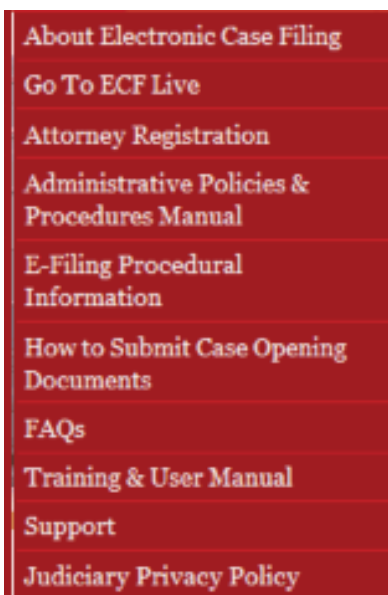 About Electronic Case Filing
Go To ECF Live
Attorney Registration
Administrative Policies &
Procedures Manual
E-Filing Procedural
Information
How to Submit Case Opening
Documents
FAQs
Training & User Manual
Support
Judiciary Privacy Policy